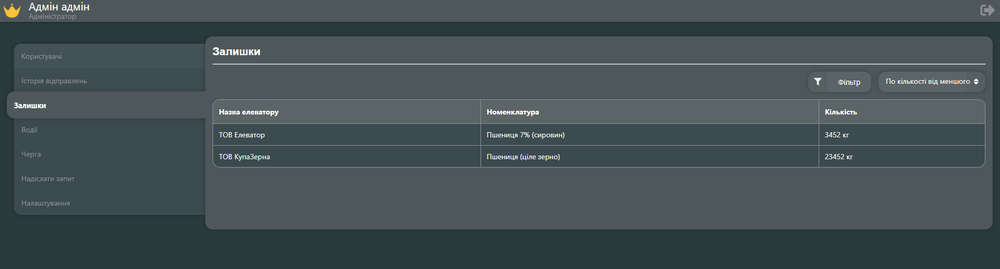 Адмін адмін
Адміністратор
Користувачі
Історія відправлень
Залишки
Водії
Черга
Надіслати запит
Налаштування
Залишки
Фільтр
По кількості від меншого
Назва елеватору Номенклатура Кількість
ТОВ Елеватор Пшениця 7% (сировин) 3452 кг
ТОВ КупаЗерна Пшениця (ціле зерно) 23452 кг